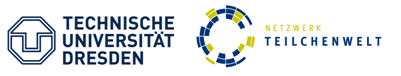 TECHNISCHE
UNIVERSITÄT
DRESDEN
NETZWERK
TEILCHENWELT